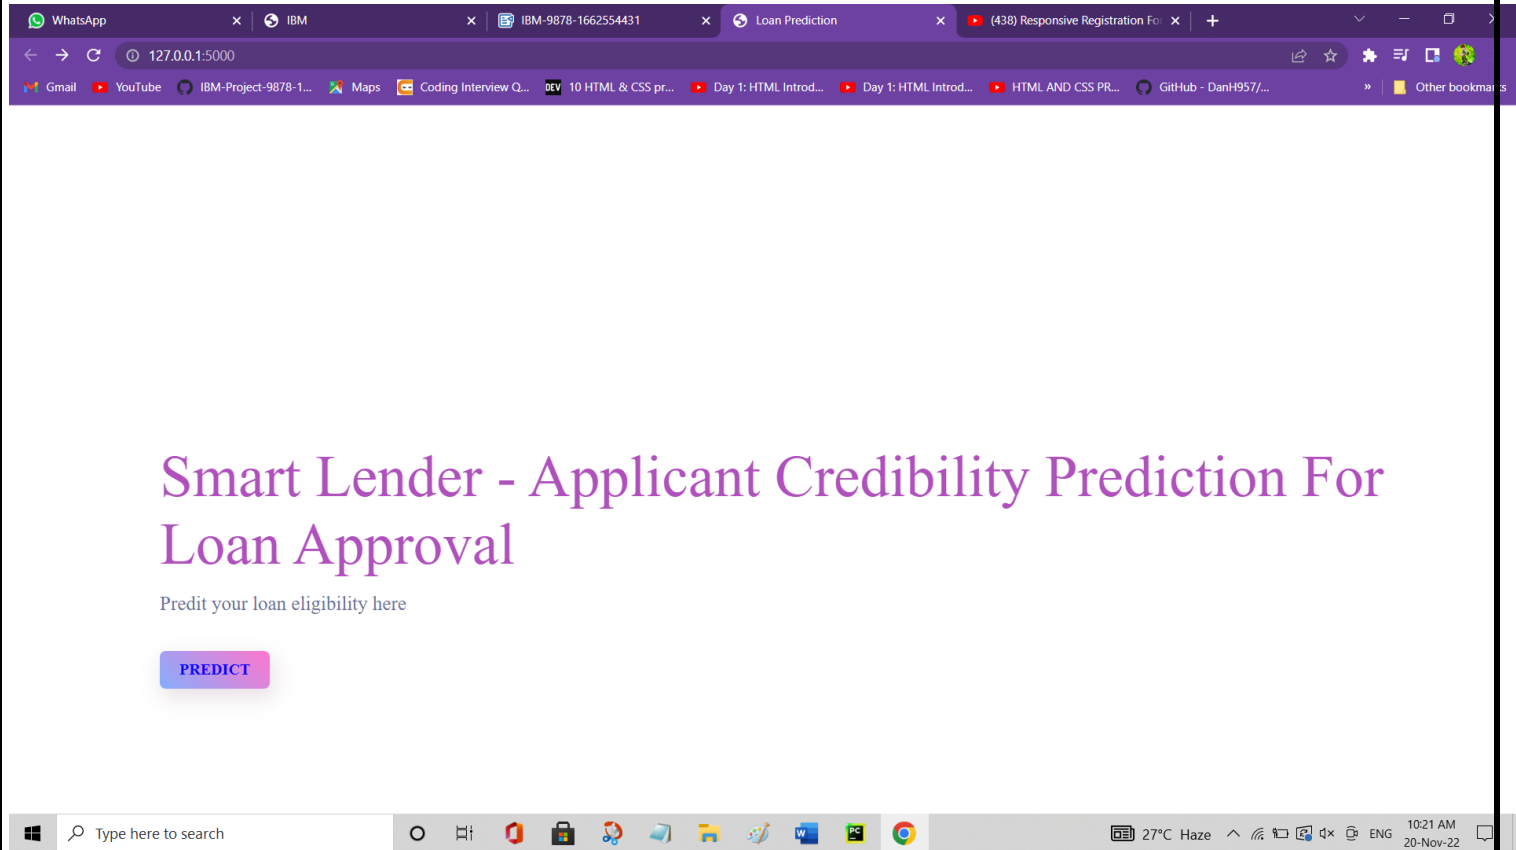 WhatsApp
IBM
IBM-9878-1662554431
Loan Prediction
(438) Responsive Registration Fo
127.0.0.1:5000
Gmail
YouTube
IBM-Project-9878-1...
Maps
Coding Interview Q...
DEV
10 HTML & CSS pr...
Day 1: HTML Introd...
Day 1: HTML Introd...
HTML AND CSS PR...
GitHub - DanH957/...
»
Other bookmarks
Smart Lender - Applicant Credibility Prediction For
Loan Approval
Predit your loan eligibility here
PREDICT
Type here to search
PC
27°C Haze
ENG
10:21 AM
20-Nov-22